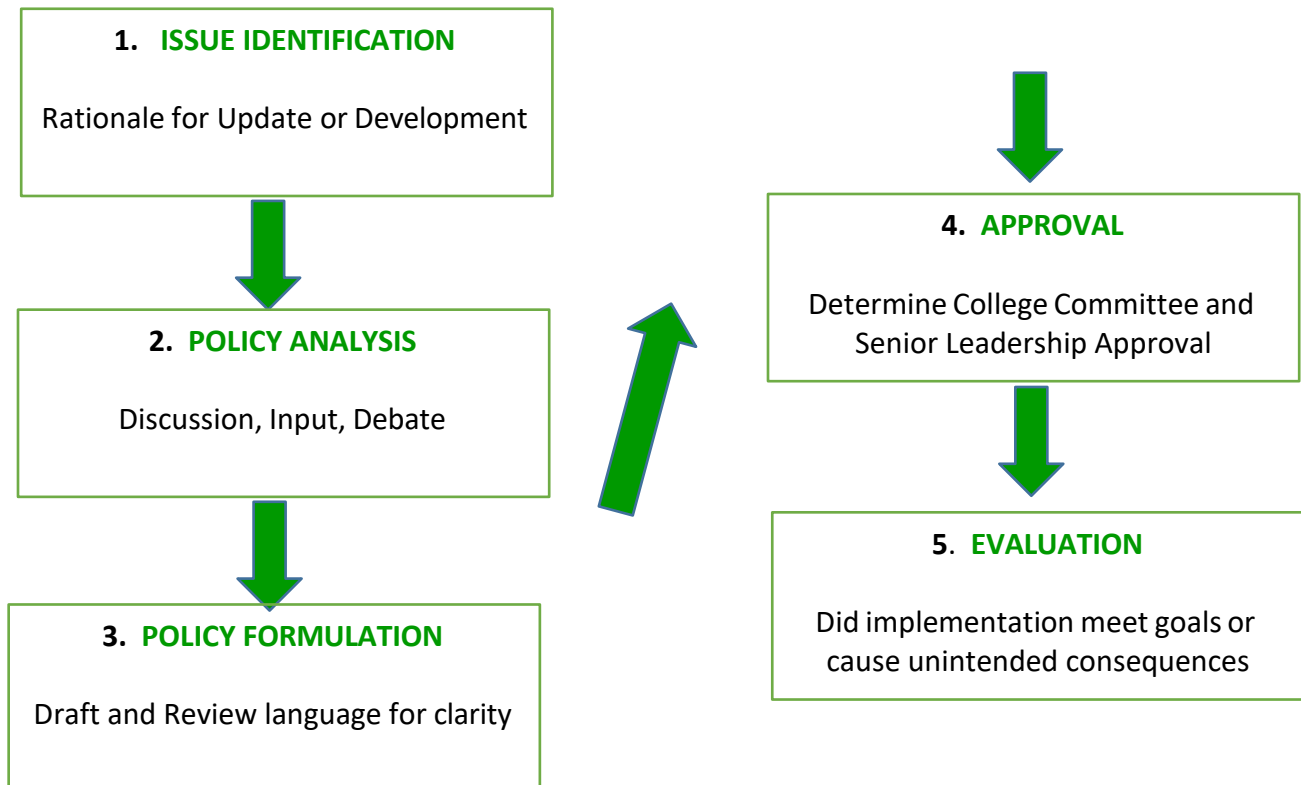 1. ISSUE IDENTIFICATION
Rationale for Update or Development
2. POLICY ANALYSIS
Discussion, Input, Debate
3. POLICY FORMULATION
Draft and Review language for clarity
4. APPROVAL
Determine College Committee and
Senior Leadership Approval
5. EVALUATION
Did implementation meet goals or
cause unintended consequences